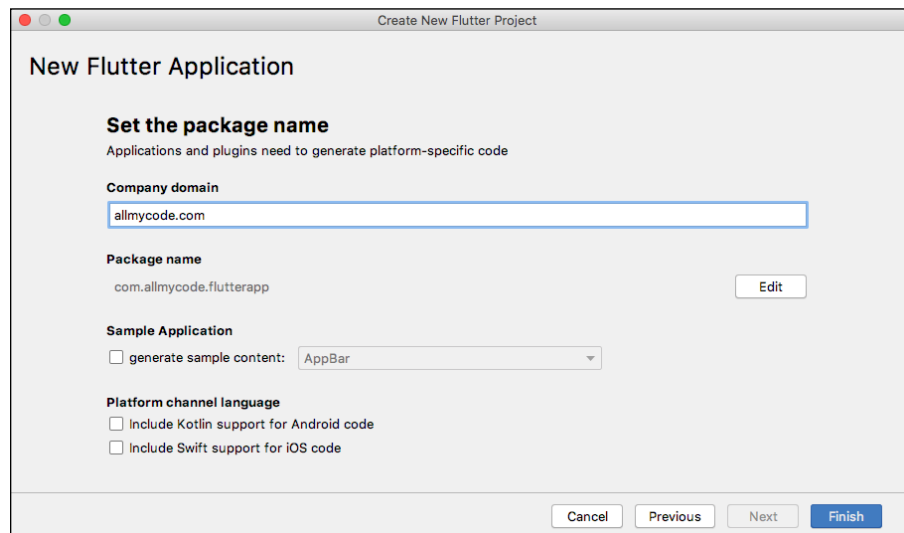 Create New Flutter Project
New Flutter Application
Set the package name
Applications and plugins need to generate platform-specific code
Company domain
allmycode.com
Package name
com.allmycode.flutterapp
Edit
Sample Application
generate sample content: AppBar
Platform channel language
Include Kotlin support for Android code
Include Swift support for iOS code
Cancel Previous Next Finish